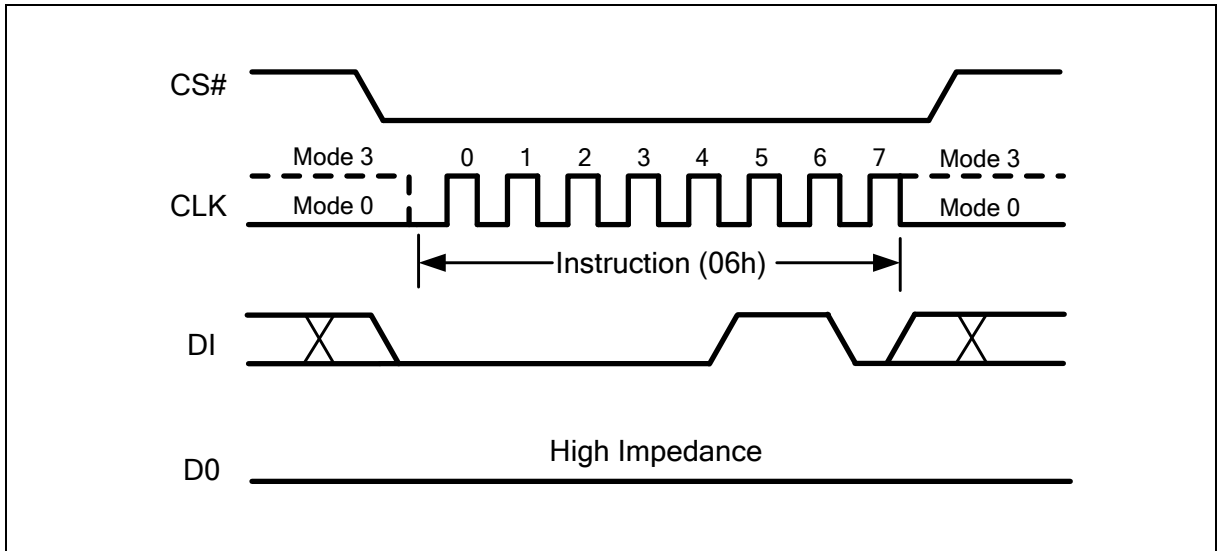 CS#
Mode 3 0 1 2 3 4 5 6 7 Mode 3
CLK Mode 0 Mode 0
Instruction (06h)
DI
High Impedance
D0